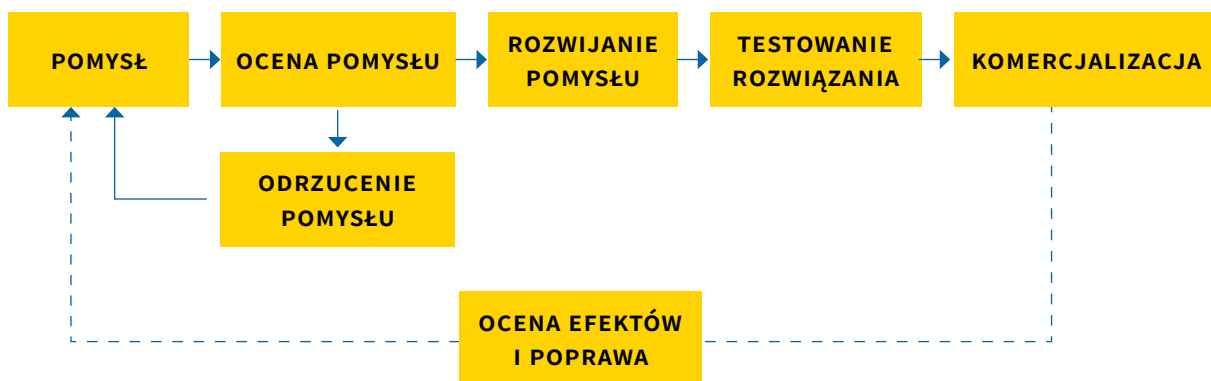 POMYSŁ
OCENA POMYSŁU
ROZWIJANIE
POMYSŁU
TESTOWANIE
ROZWIĄZANIA
KOMERCJALIZACJA
ODRZUCENIE
POMYSŁU
OCENA EFEKTÓW
I POPRAWA